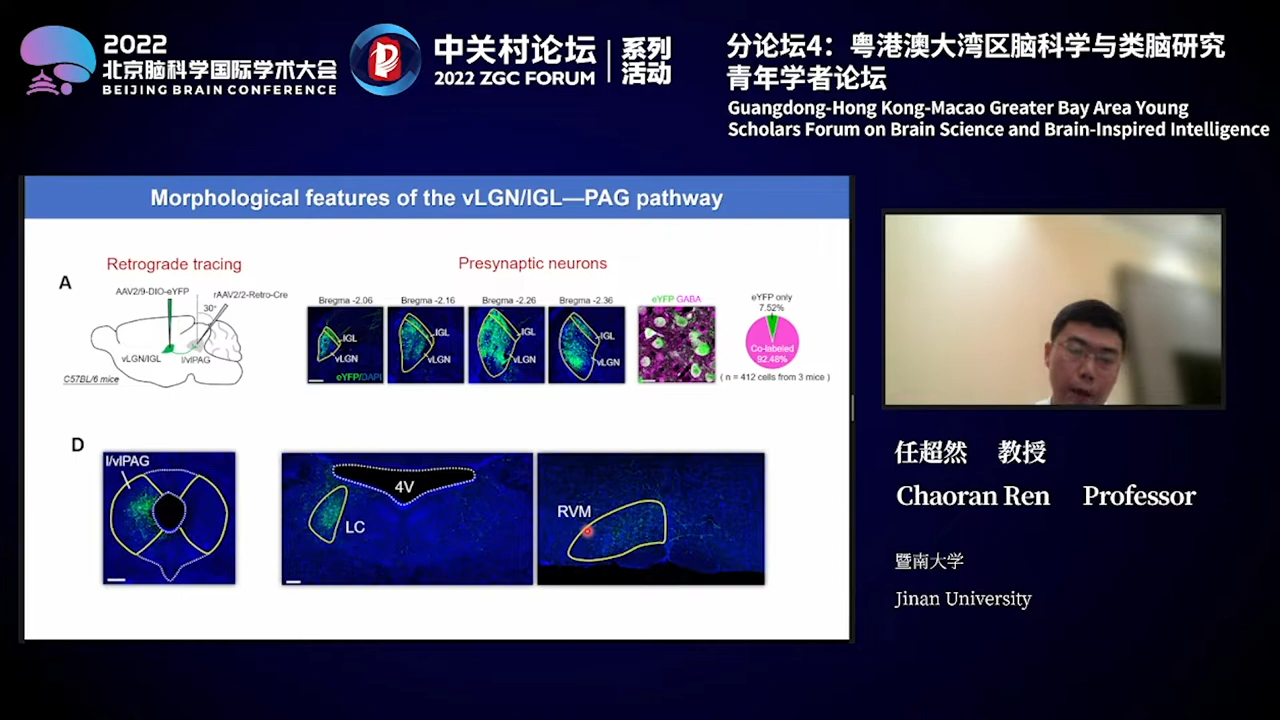 2022
北京脑科学国际学术大会
BEIJING BRAIN CONFERENCE
中关村论坛
2022 ZGC FORUM
系列
活动
分论坛4：粤港澳大湾区脑科学与类脑研究
青年学者论坛
Guangdong-Hong Kong-Macao Greater Bay Area Young
Scholars Forum on Brain Science and Brain-Inspired Intelligence
Morphological features of the vLGN/IGL—PAG pathway
Retrograde tracing
Presynaptic neurons
A
AAV2/9-DIO-eYFP
rAAV2/2-Retro-Cre
30°
vLGN/IGL
l/vlPAG
C57BL/6 mice
Bregma -2.06
Bregma -2.16
Bregma -2.26
Bregma -2.36
IGL
vLGN
eYFP/DAPI
IGL
vLGN
IGL
vLGN
IGL
vLGN
eYFP GABA
eYFP only
7.52%
Co-labeled
92.48%
( n = 412 cells from 3 mice )
D
l/vlPAG
4V
LC
RVM
任超然 教授
Chaoran Ren Professor
暨南大学
Jinan University